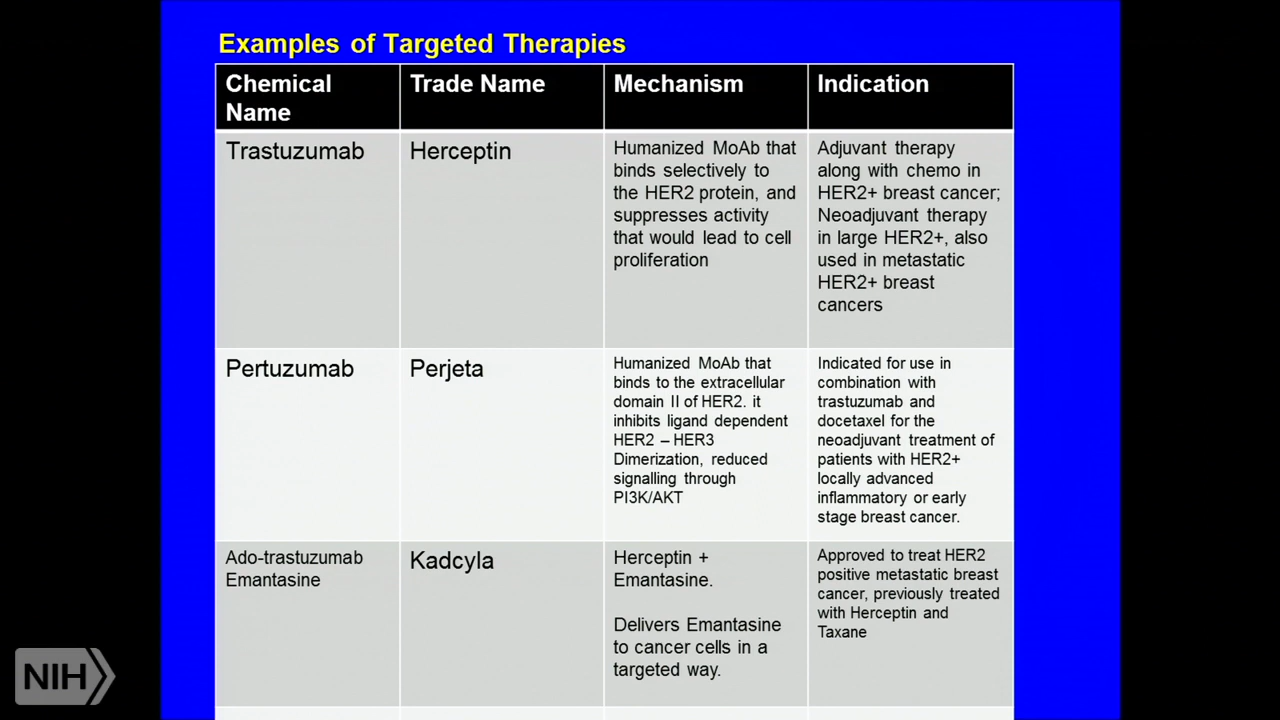 Examples of Targeted Therapies
Chemical
Name
Trade Name
Mechanism
Indication
Trastuzumab
Herceptin
Humanized MoAb that
binds selectively to
the HER2 protein, and
suppresses activity
that would lead to cell
proliferation
Adjuvant therapy
along with chemo in
HER2+ breast cancer;
Neoadjuvant therapy
in large HER2+, also
used in metastatic
HER2+ breast
cancers
Pertuzumab
Perjeta
Humanized MoAb that
binds to the extracellular
domain II of HER2. it
inhibits ligand dependent
HER2 – HER3
Dimerization, reduced
signalling through
PI3K/AKT
Indicated for use in
combination with
trastuzumab and
docetaxel for the
neoadjuvant treatment of
patients with HER2+
locally advanced
inflammatory or early
stage breast cancer.
Ado-trastuzumab
Emantasine
Kadcyla
Herceptin +
Emantasine.
Delivers Emantasine
to cancer cells in a
targeted way.
Approved to treat HER2
positive metastatic breast
cancer, previously treated
with Herceptin and
Taxane
NIH